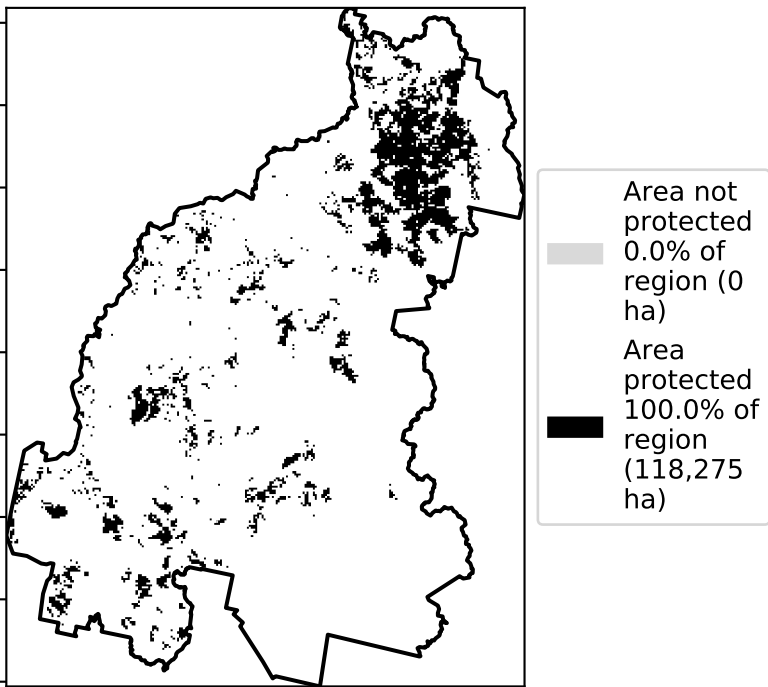 Area not
protected
0.0% of
region (0
ha)
Area
protected
100.0% of
region
(118,275
ha)